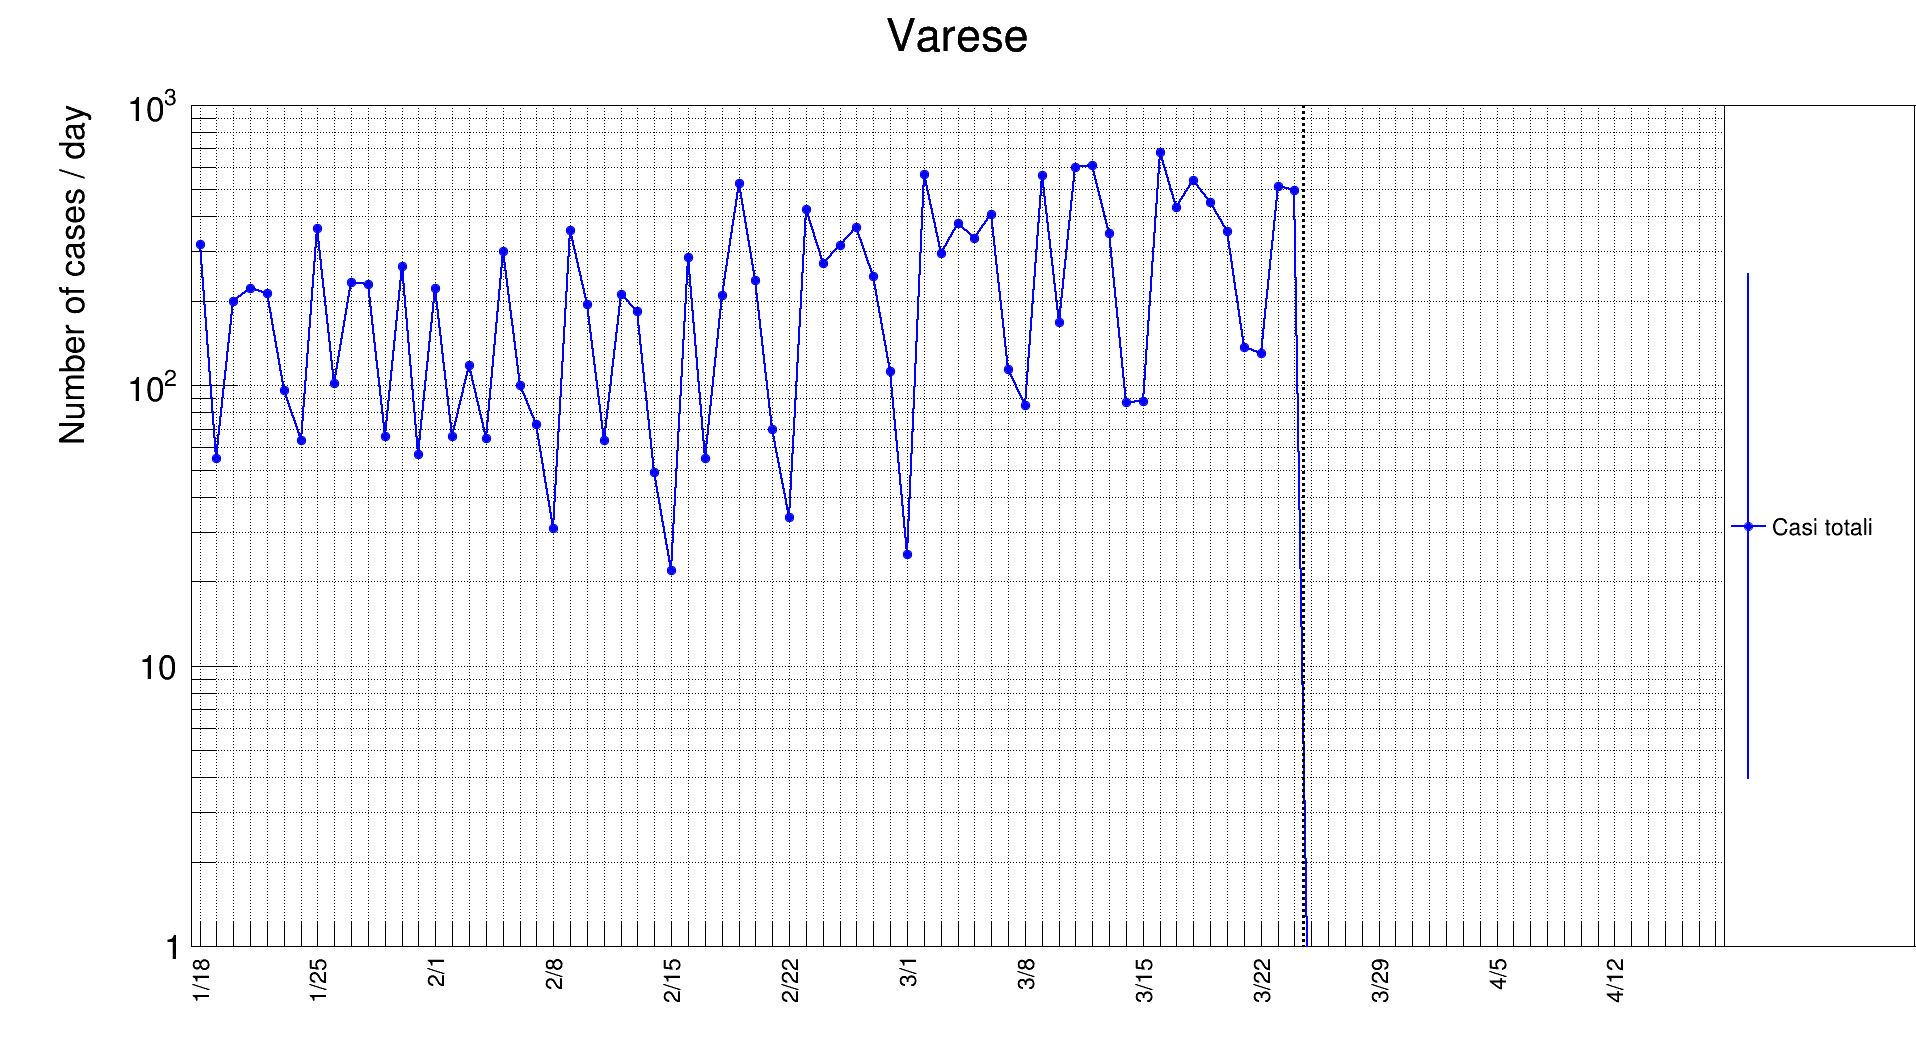 Varese
Number of cases / day
10³
10²
10
1
1/18 1/25 2/1 2/8 2/15 2/22 3/1 3/8 3/15 3/22 3/29 4/5 4/12
Casi totali